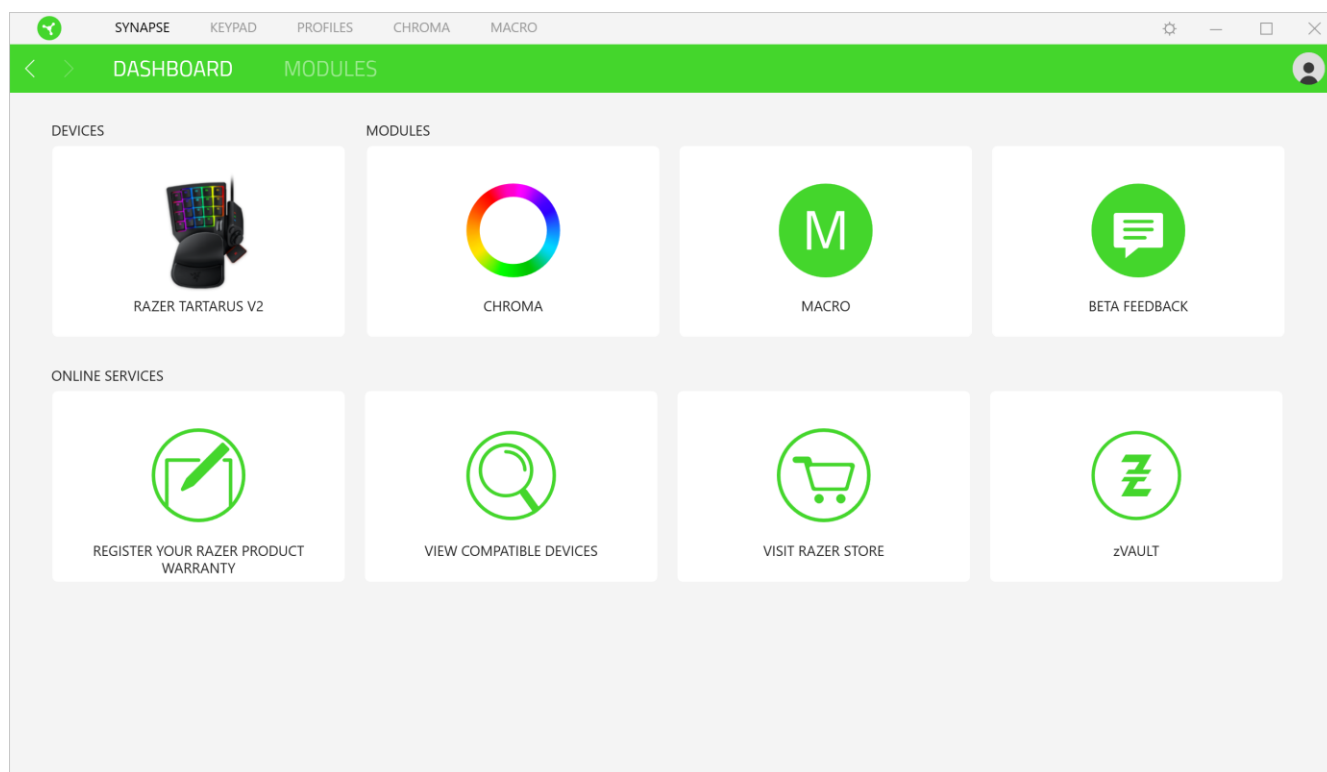 SYNAPSE KEYPAD PROFILES CHROMA MACRO
DASHBOARD MODULES
DEVICES MODULES
M
RAZER TARTARUS V2 CHROMA MACRO BETA FEEDBACK
ONLINE SERVICES
REGISTER YOUR RAZER PRODUCT
WARRANTY
VIEW COMPATIBLE DEVICES
VISIT RAZER STORE
zVAULT